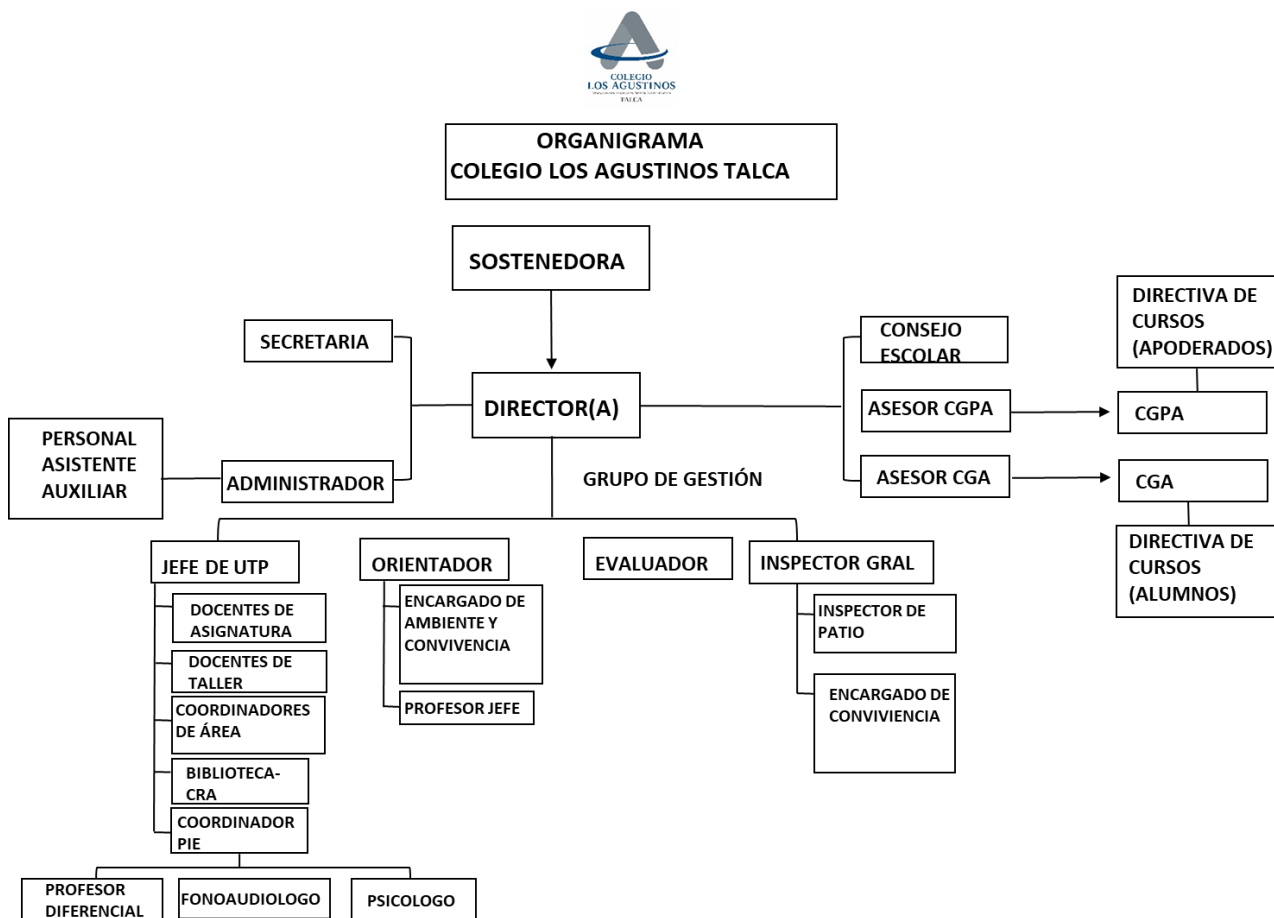 COLEGIO
LOS AGUSTINOS
TALCA
ORGANIGRAMA
COLEGIO LOS AGUSTINOS TALCA
SOSTENEDORA
SECRETARIA
DIRECTOR(A)
CONSEJO
ESCOLAR
DIRECTIVA DE
CURSOS
(APODERADOS)
ASESOR CGPA
CGPA
PERSONAL
ASISTENTE
AUXILIAR
ADMINISTRADOR
GRUPO DE GESTIÓN
ASESOR CGA
CGA
DIRECTIVA DE
CURSOS
(ALUMNOS)
JEFE DE UTP
ORIENTADOR
EVALUADOR
INSPECTOR GRAL
DOCENTES DE
ASIGNATURA
DOCENTES DE
TALLER
COORDINADORES
DE ÁREA
BIBLIOTECA-
CRA
COORDINADOR
PIE
ENCARGADO DE
AMBIENTE Y
CONVIVENCIA
PROFESOR JEFE
INSPECTOR DE
PATIO
ENCARGADO DE
CONVIVIENCIA
PROFESOR
DIFERENCIAL
FONOAUDIOLOGO
PSICOLOGO